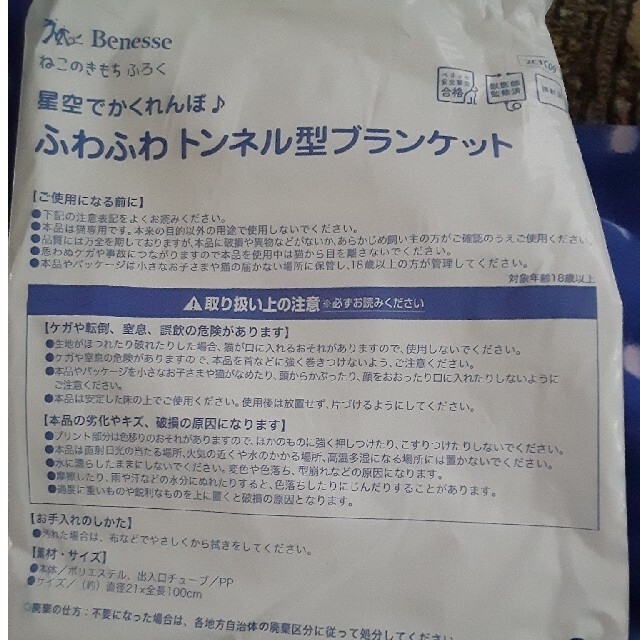 Benesse
ねこのきもち ふろく
合格
獣医師
監修済
星空でかくれんぼ♪
ふわふわトンネル型ブランケット
【ご使用になる前に】
●下記の注意表記をよくお読みください。
●本品は猫専用です。本来の目的以外の用途で使用しないでください。
●品質には万全を期しておりますが、本品に破損や異物などがないか、あらかじめ飼い主の方がご確認のうえご使用ください。
●思わぬケガや事故につながりますので本品を使用中は猫から目を離さないでください。
●本品やパッケージは小さなお子さまや猫の届かない場所に保管し、18歳以上の方が管理してください。
対象年齢18歳以上
取り扱い上の注意 ※必ずお読みください
【ケガや転倒、窒息、誤飲の危険があります】
●生地がほつれたり破れたりした場合、猫が口に入れるおそれがありますので、使用しないでください。
●ケガや窒息の危険がありますので、本品を首などに強く巻きつけないよう、ご注意ください。
●本品やパッケージを小さなお子さまや猫がなめたり、頭からかぶったり、顔をおおったり口に入れたりしないように
ご注意ください。
●本品は安定した床の上でご使用ください。使用後は放置せず、片づけるようにしてください。
【本品の劣化やキズ、破損の原因になります】
●プリント部分は色移りのおそれがありますので、ほかのものに強く押しつけたり、こすりつけたりしないでください。
●本品は直射日光の当たる場所、火気の近くや水のかかる場所、高温多湿になる場所には置かないでください。
●水に濡らしたままにしないでください。変色や色落ち、型崩れなどの原因になります。
●摩擦したり、雨や汗などの水分にぬれたりすると、色落ちしたりにじんだりすることがあります。
●過度に重いものや鋭利なものを上に置くと破損の原因となります。
【お手入れのしかた】
●汚れた場合は、布などでやさしくから拭きをしてください。
【素材・サイズ】
●本体/ポリエステル、出入口チューブ/PP
●サイズ/(約)直径21×全長100cm
◇廃棄の仕方:不要になった場合は、各地方自治体の廃棄区分に従って処分してください。